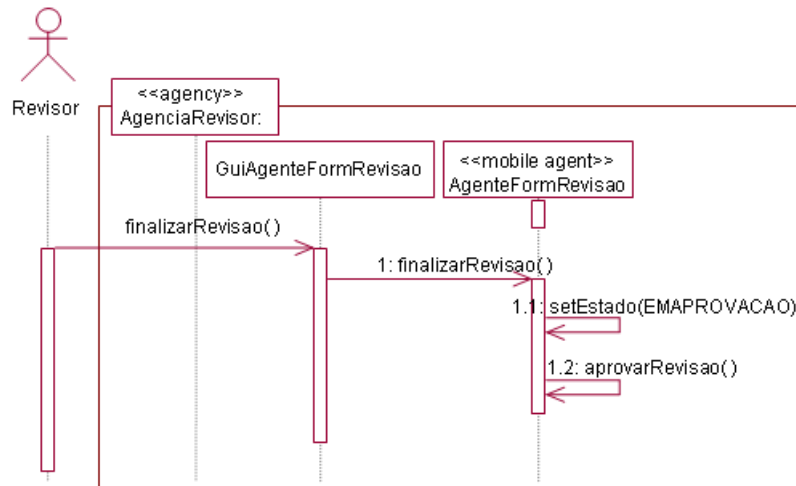 <<agency>>
Revisor
AgenciaRevisor:
GuiAgenteFormRevisao
<<mobile agent>>
AgenteFormRevisao
finalizarRevisao()
1: finalizarRevisao()
1.1: setEstado(EMAPROVACAO)
1.2: aprovarRevisao()